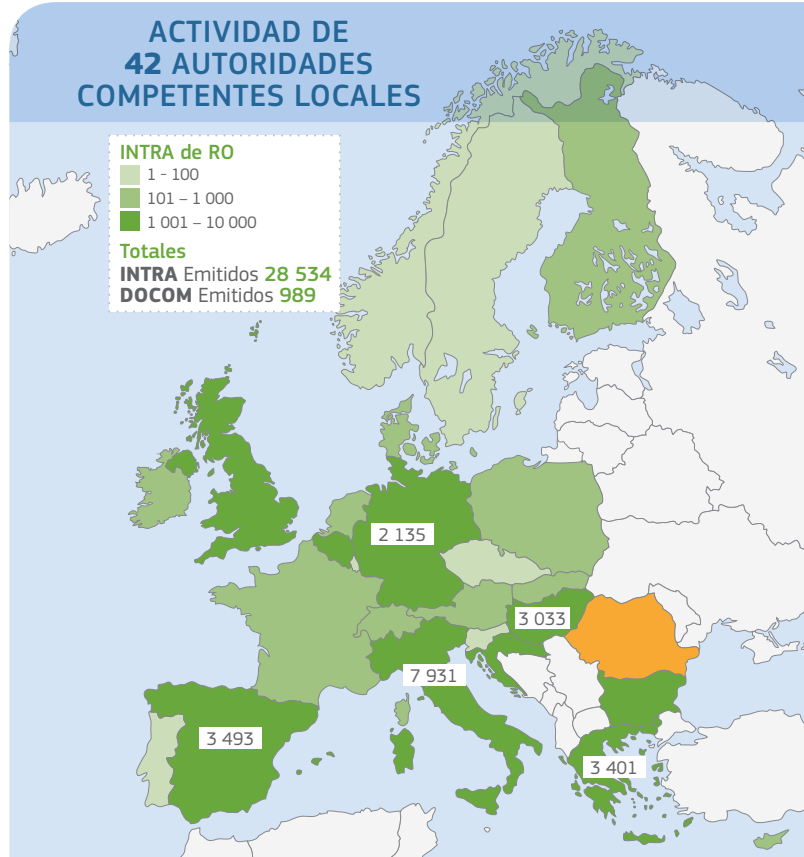 ACTIVIDAD DE
42 AUTORIDADES
COMPETENTES LOCALES
INTRA de RO
1 - 100
101 – 1 000
1 001 – 10 000
Totales
INTRA Emitidos 28 534
DOCOM Emitidos 989
2 135
3 033
7 931
3 493
3 401